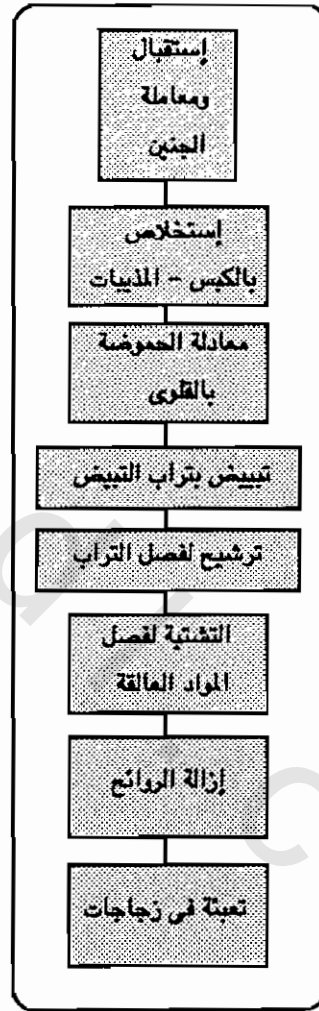 إستقبال
ومعاملة
الجنين
إستخلاص
بالكبس – المذيبات
معادلة الحموضة
بالقلوى
تبييض بتراب التبيض
ترشيح لفصل التراب
التشتية لفصل
المواد العالقة
إزالة الروائح
تعبئة فى زجاجات